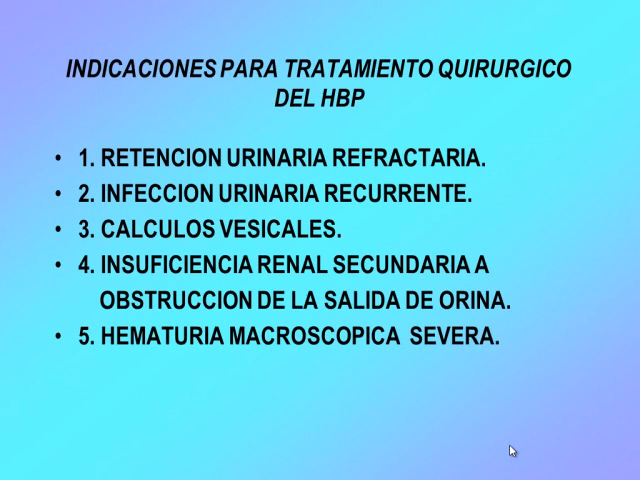 INDICACIONES PARA TRATAMIENTO QUIRURGICO
DEL HBP
• 1. RETENCION URINARIA REFRACTARIA.
• 2. INFECCION URINARIA RECURRENTE.
• 3. CALCULOS VESICALES.
• 4. INSUFICIENCIA RENAL SECUNDARIA A
OBSTRUCCION DE LA SALIDA DE ORINA.
• 5. HEMATURIA MACROSCOPICA SEVERA.